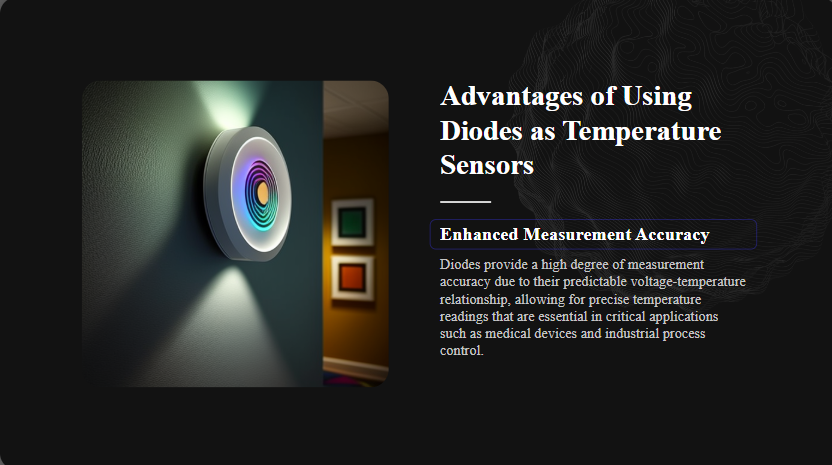 Advantages of Using
Diodes as Temperature
Sensors
Enhanced Measurement Accuracy
Diodes provide a high degree of measurement
accuracy due to their predictable voltage-temperature
relationship, allowing for precise temperature
readings that are essential in critical applications
such as medical devices and industrial process
control.